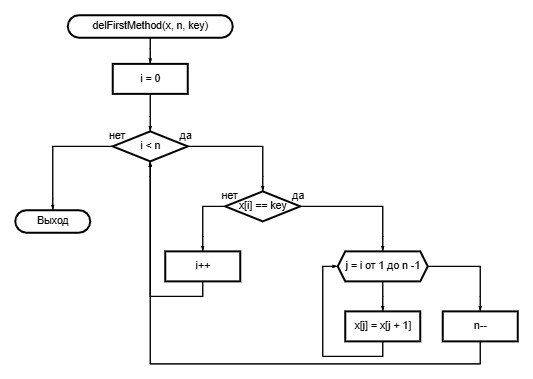 delFirstMethod(x, n, key)
i = 0
нет
да
i < n
нет
да
x[i] == key
Выход
i++
j = i от 1 до n -1
x[j] = x[j + 1]
n--